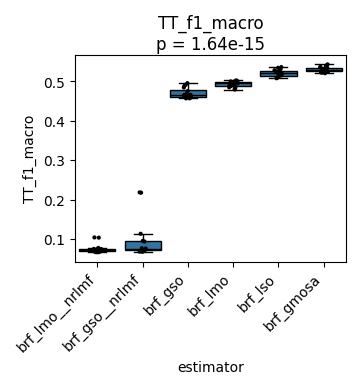 TT_f1_macro
p = 1.64e-15
TT_f1_macro
0.5
0.4
0.3
0.2
0.1
brf_lmo__nrlmf
brf_gso__nrlmf
brf_gso
brf_lmo
brf_lso
brf_gmosa
estimator